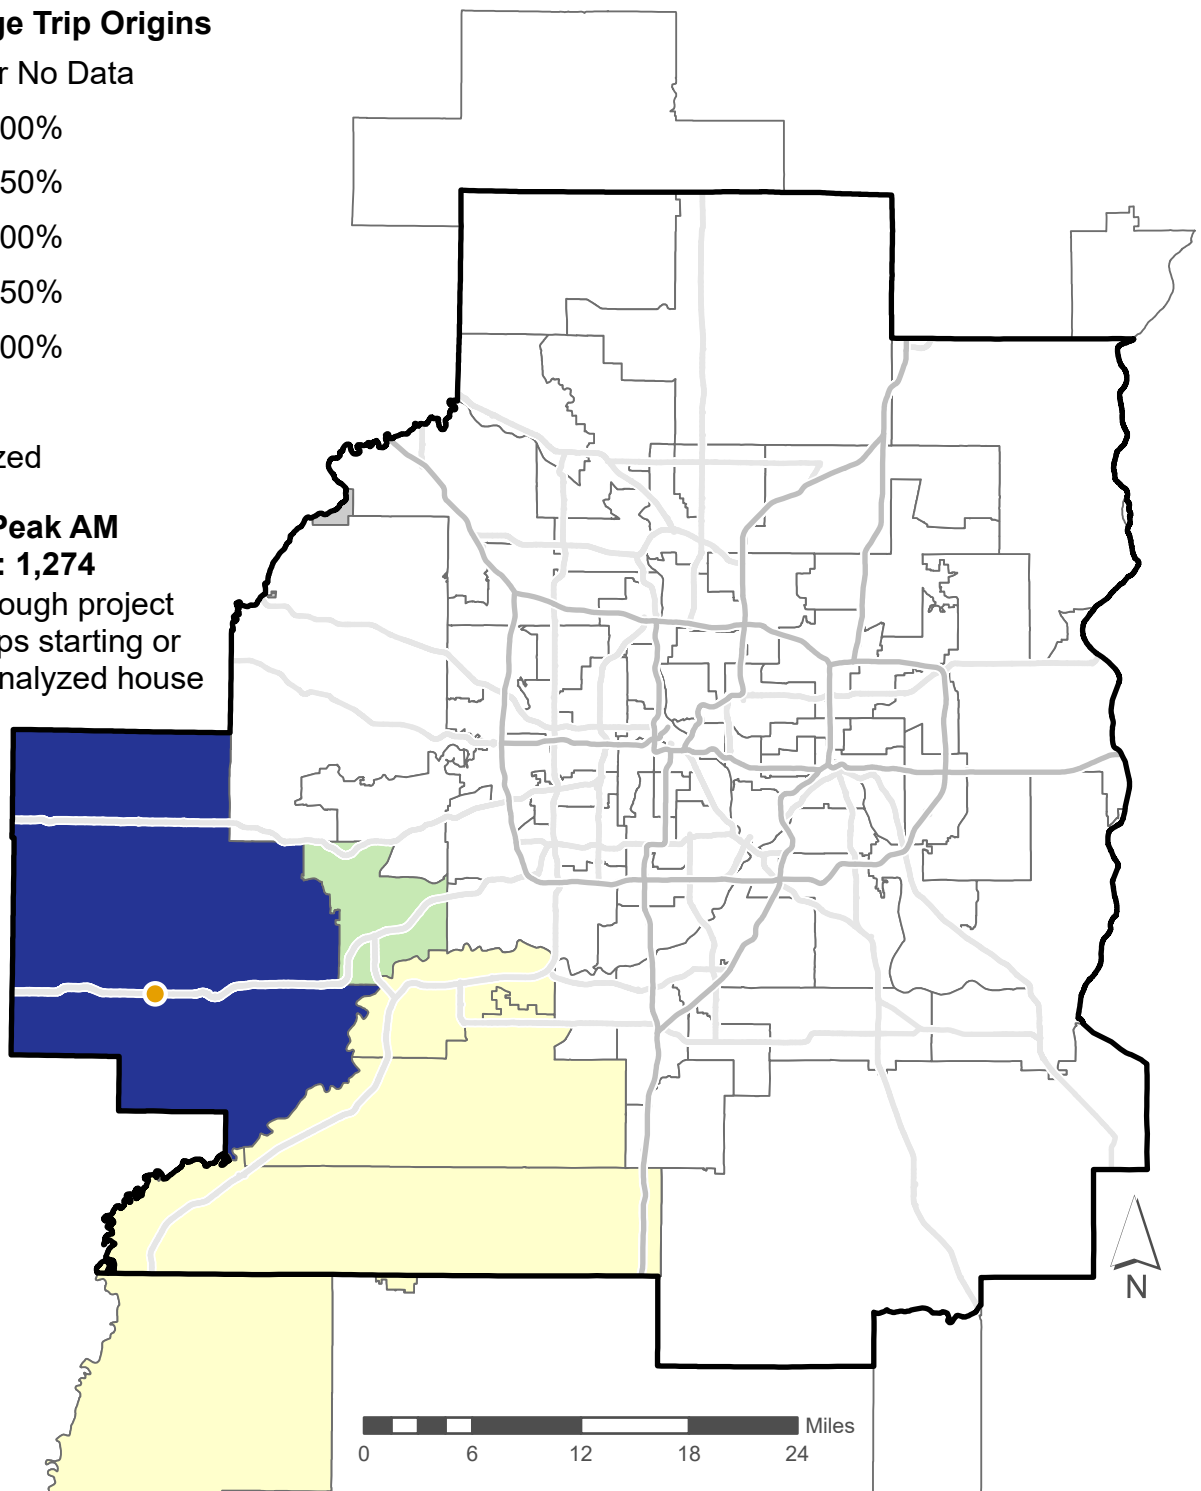 ge Trip Origins
r No Data
00%
50%
00%
50%
00%
zed
Peak AM
: 1,274
ough project
ps starting or
nalyzed house
N
Miles
0 6 12 18 24